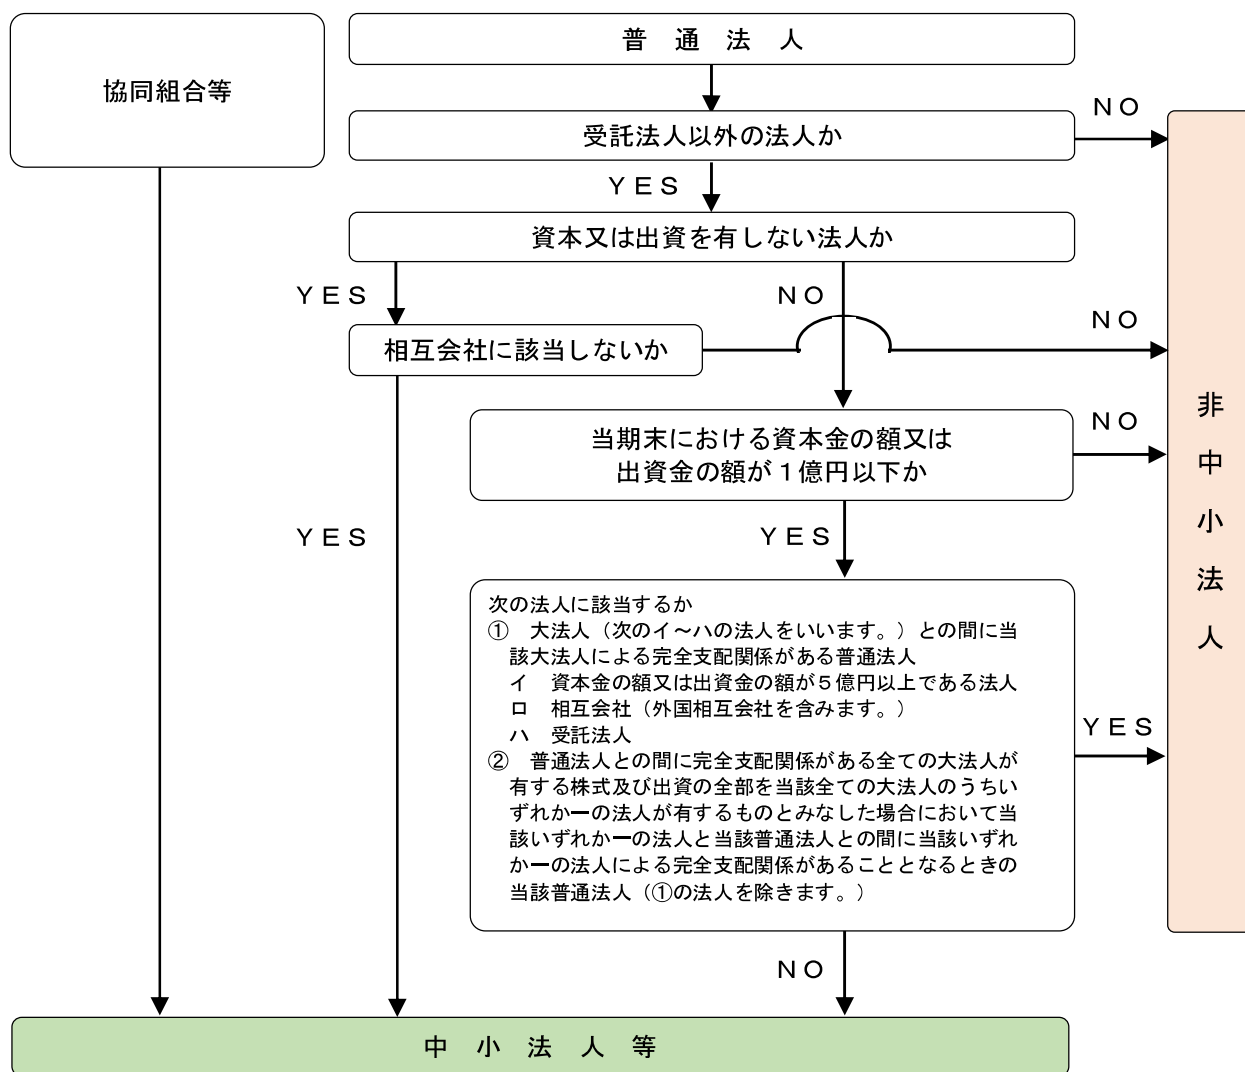 協同組合等
普　通　法　人
受託法人以外の法人か
ＮＯ
ＹＥＳ
資本又は出資を有しない法人か
ＹＥＳ
ＮＯ
相互会社に該当しないか
ＮＯ
当期末における資本金の額又は
出資金の額が１億円以下か
ＮＯ
ＹＥＳ
ＹＥＳ
次の法人に該当するか
①　大法人（次のイ～ハの法人をいいます。）との間に当
該大法人による完全支配関係がある普通法人
イ　資本金の額又は出資金の額が５億円以上である法人
ロ　相互会社（外国相互会社を含みます。）
ハ　受託法人
②　普通法人との間に完全支配関係がある全ての大法人が
有する株式及び出資の全部を当該全ての大法人のうちい
ずれか一の法人が有するものとみなした場合において当
該いずれか一の法人と当該普通法人との間に当該いずれ
か一の法人による完全支配関係があることとなるときの
当該普通法人（①の法人を除きます。）
ＹＥＳ
ＮＯ
非
中
小
法
人
中　小　法　人　等